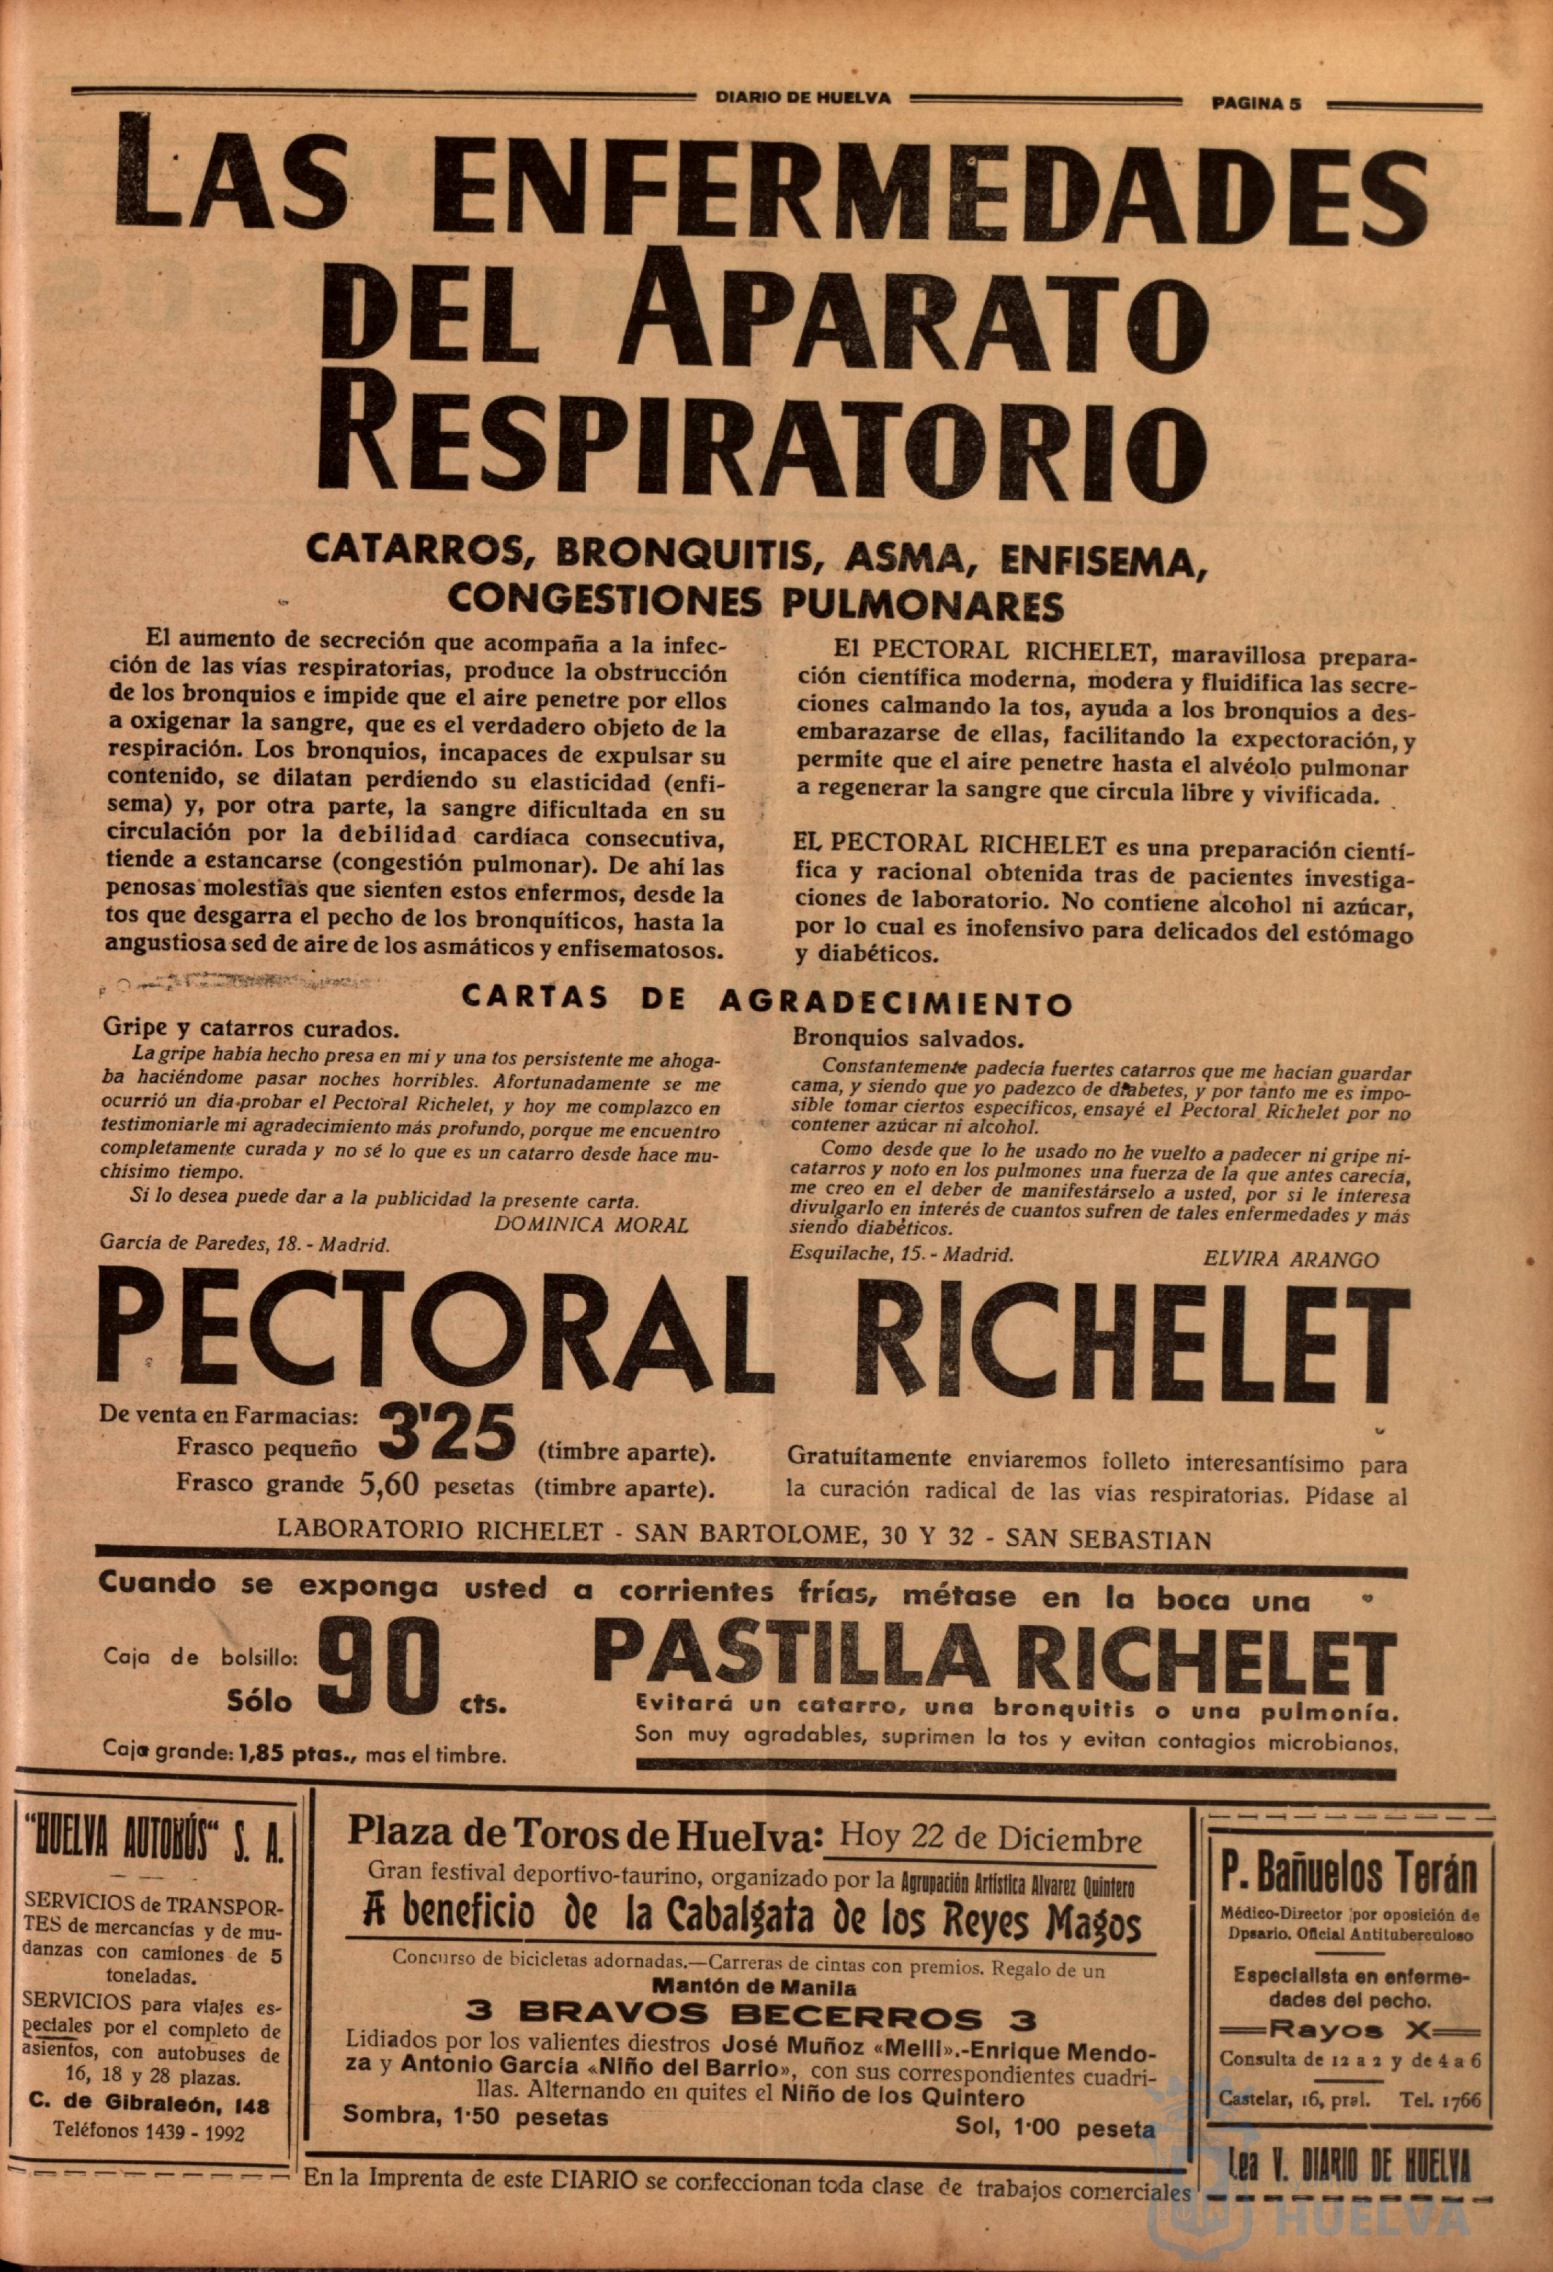 DIARIO DE HUELVA
PAGINA 5
LAS ENFERMEDADES
DEL APARATO
RESPIRATORIO
CATARROS, BRONQUITIS, ASMA, ENFISEMA,
CONGESTIONES PULMONARES
El aumento de secreción que acompaña a la infec-
ción de las vías respiratorias, produce la obstrucción
de los bronquios e impide que el aire penetre por ellos
a oxigenar la sangre, que es el verdadero objeto de la
respiración. Los bronquios, incapaces de expulsar su
contenido, se dilatan perdiendo su elasticidad (enfi-
sema) y, por otra parte, la sangre dificultada en su
circulación por la debilidad cardíaca consecutiva,
tiende a estancarse (congestión pulmonar). De ahí las
penosas molestias que sienten estos enfermos, desde la
tos que desgarra el pecho de los bronquíticos, hasta la
angustiosa sed de aire de los asmáticos y enfisematosos.
El PECTORAL RICHELET, maravillosa prepara-
ción científica moderna, modera y fluidifica las secre-
ciones calmando la tos, ayuda a los bronquios a des-
embarazarse de ellas, facilitando la expectoración, y
permite que el aire penetre hasta el alvéolo pulmonar
a regenerar la sangre que circula libre y vivificada.
EL PECTORAL RICHELET es una preparación cientí-
fica y racional obtenida tras de pacientes investiga-
ciones de laboratorio. No contiene alcohol ni azúcar,
por lo cual es inofensivo para delicados del estómago
y diabéticos.
CARTAS DE AGRADECIMIENTO
Gripe y catarros curados.
La gripe había hecho presa en mi y una tos persistente me ahoga-
ba haciéndome pasar noches horribles. Afortunadamente se me
ocurrió un día probar el Pectoral Richelet, y hoy me complazco en
testimoniarle mi agradecimiento más profundo, porque me encuentro
completamente curada y no sé lo que es un catarro desde hace mu-
chísimo tiempo.
Si lo desea puede dar a la publicidad la presente carta.
DOMINICA MORAL
García de Paredes, 18. - Madrid.
Bronquios salvados.
Constantemente padecía fuertes catarros que me hacían guardar
cama, y siendo que yo padezco de diabetes, y por tanto me es impo-
sible tomar ciertos específicos, ensayé el Pectoral Richelet por no
contener azúcar ni alcohol.
Como desde que lo he usado no he vuelto a padecer ni gripe ni-
catarros y noto en los pulmones una fuerza de la que antes carecía,
me creo en el deber de manifestárselo a usted, por si le interesa
divulgarlo en interés de cuantos sufren de tales enfermedades y más
siendo diabéticos.
Esquilache, 15. - Madrid. ELVIRA ARANGO
PECTORAL RICHELET
De venta en Farmacias:
Frasco pequeño 3'25 (timbre aparte).
Frasco grande 5,60 pesetas (timbre aparte).
Gratuítamente enviaremos folleto interesantísimo para
la curación radical de las vías respiratorias. Pídase al
LABORATORIO RICHELET - SAN BARTOLOME, 30 Y 32 - SAN SEBASTIAN
Cuando se exponga usted a corrientes frías, métase en la boca una
Caja de bolsillo:
Sólo 90 cts.
Caja grande: 1,85 ptas., mas el timbre.
PASTILLA RICHELET
Evitará un catarro, una bronquitis o una pulmonía.
Son muy agradables, suprimen la tos y evitan contagios microbianos.
"HUELVA AUTOBÚS" S. A.
SERVICIOS de TRANSPOR-
TES de mercancías y de mu-
danzas con camiones de 5
toneladas.
SERVICIOS para viajes es-
peciales por el completo de
asientos, con autobuses de
16, 18 y 28 plazas.
C. de Gibraleón, 148
Teléfonos 1439 - 1992
Plaza de Toros de Huelva: Hoy 22 de Diciembre
Gran festival deportivo-taurino, organizado por la Agrupación Artística Alvarez Quintero
A beneficio de la Cabalgata de los Reyes Magos
Concurso de bicicletas adornadas.—Carreras de cintas con premios. Regalo de un
Mantón de Manila
3 BRAVOS BECERROS 3
Lidiados por los valientes diestros José Muñoz «Melli».-Enrique Mendo-
za y Antonio García «Niño del Barrio», con sus correspondientes cuadri-
llas. Alternando en quites el Niño de los Quintero
Sombra, 1·50 pesetas
Sol, 1·00 peseta
En la Imprenta de este DIARIO se confeccionan toda clase de trabajos comerciales
P. Bañuelos Terán
Médico-Director por oposición de
Dpsario. Oficial Antituberculoso
Especialista en enferme-
dades del pecho.
Rayos X
Consulta de 12 a 2 y de 4 a 6
Castelar, 16, pral. Tel. 1766
Lea V. DIARIO DE HUELVA
HUELVA